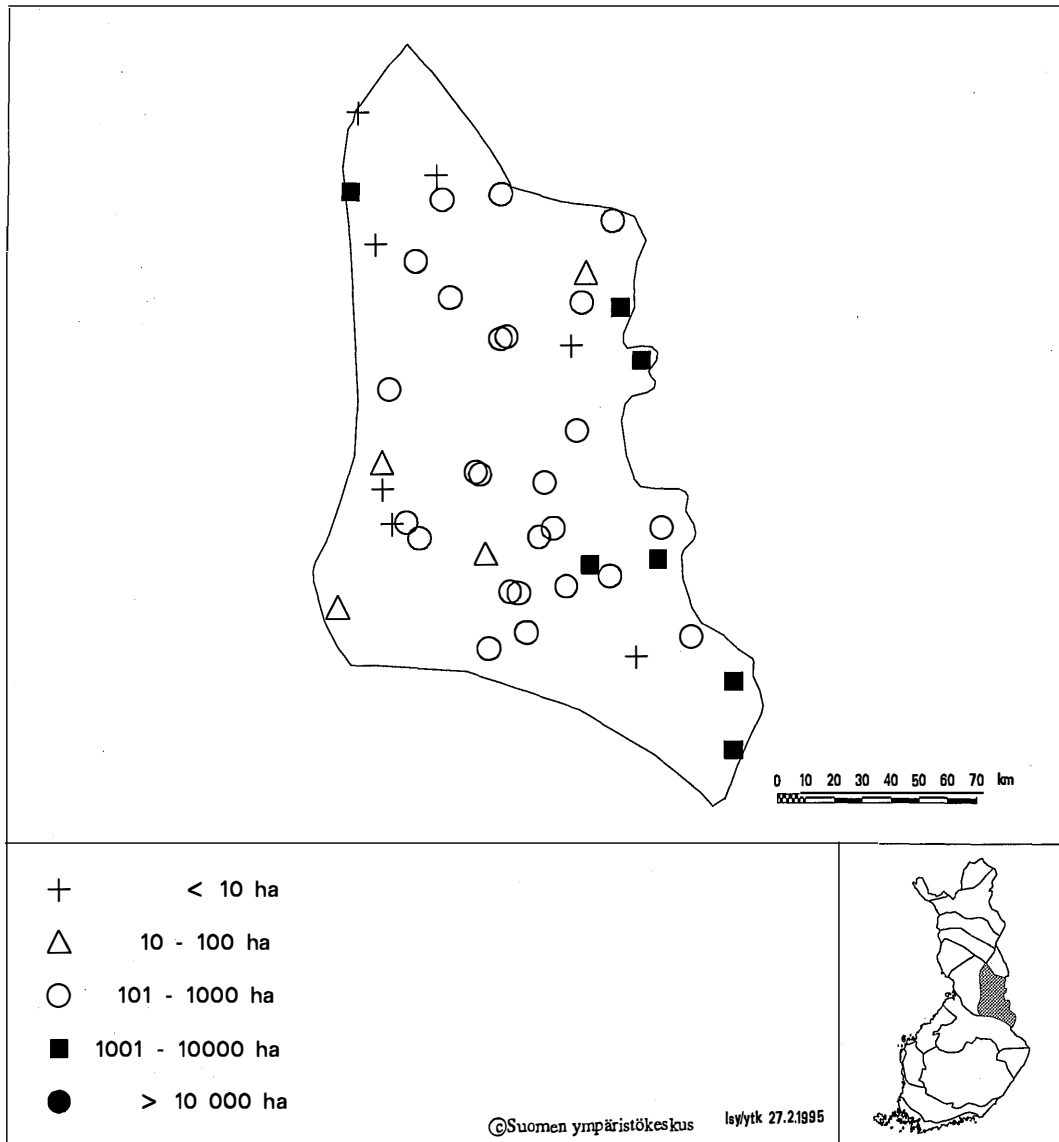 0 10 20 30 40 50 60 70 km
< 10 ha
10 - 100 ha
101 - 1000 ha
1001 - 10000 ha
> 10 000 ha
©Suomen ympäristökeskus lsy/ytk 27.2.1995